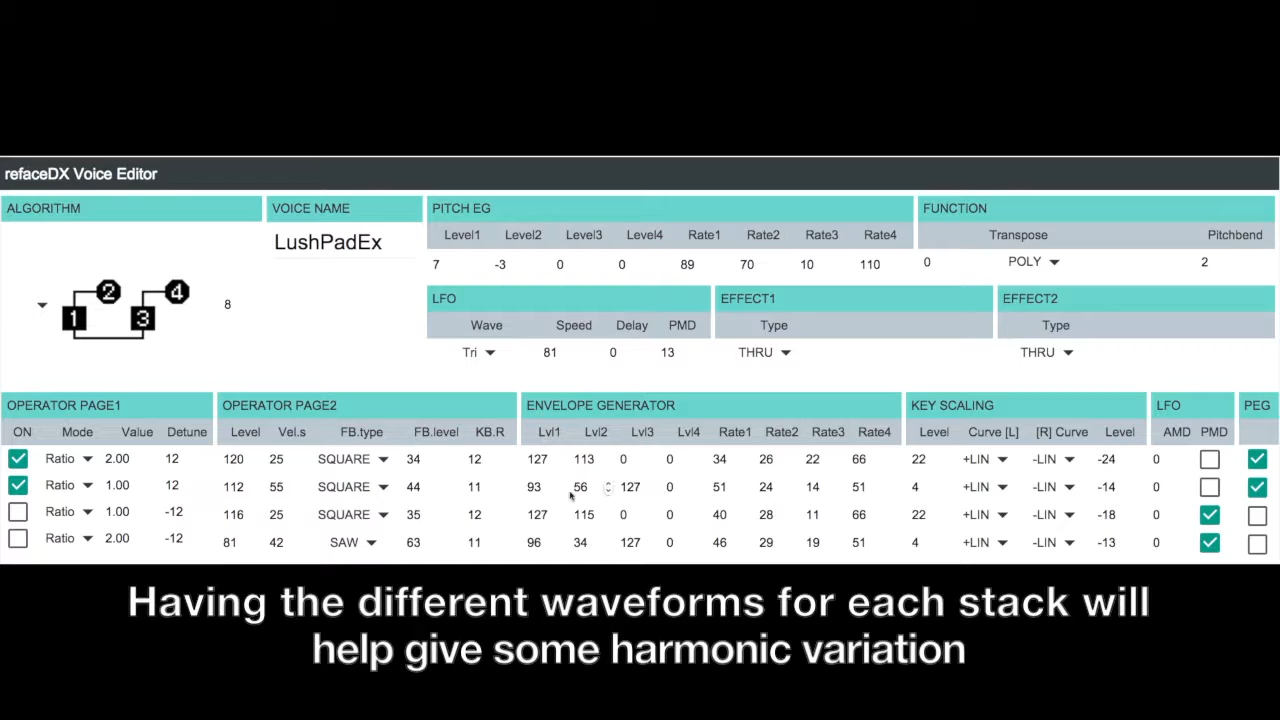 refaceDX Voice Editor
ALGORITHM VOICE NAME PITCH EG FUNCTION
LushPadEx
Level1 Level2 Level3 Level4 Rate1 Rate2 Rate3 Rate4 Transpose Pitchbend
7 -3 0 0 89 70 10 110 0 POLY 2
2 4 1 3 8
LFO EFFECT1 EFFECT2
Wave Speed Delay PMD Type Type
Tri 81 0 13 THRU THRU
OPERATOR PAGE1 OPERATOR PAGE2 ENVELOPE GENERATOR KEY SCALING LFO PEG
ON Mode Value Detune Level Vel.s FB.type FB.level KB.R Lvl1 Lvl2 Lvl3 Lvl4 Rate1 Rate2 Rate3 Rate4 Level Curve [L] [R] Curve Level AMD PMD
Ratio 2.00 12 120 25 SQUARE 34 12 127 113 0 0 34 26 22 66 22 +LIN -LIN -24 0
Ratio 1.00 12 112 55 SQUARE 44 11 93 56 127 0 51 24 14 51 4 +LIN -LIN -14 0
Ratio 1.00 -12 116 25 SQUARE 35 12 127 115 0 0 40 28 11 66 22 +LIN -LIN -18 0
Ratio 2.00 -12 81 42 SAW 63 11 96 34 127 0 46 29 19 51 4 +LIN -LIN -13 0
Having the different waveforms for each stack will
help give some harmonic variation